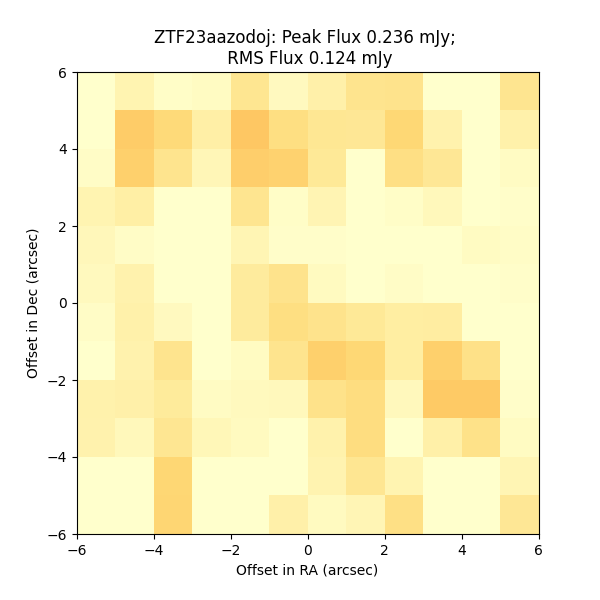 ZTF23aazodoj: Peak Flux 0.236 mJy;
RMS Flux 0.124 mJy
6
4
2
0
−2
−4
−6
Offset in Dec (arcsec)
−6 −4 −2 0 2 4 6
Offset in RA (arcsec)